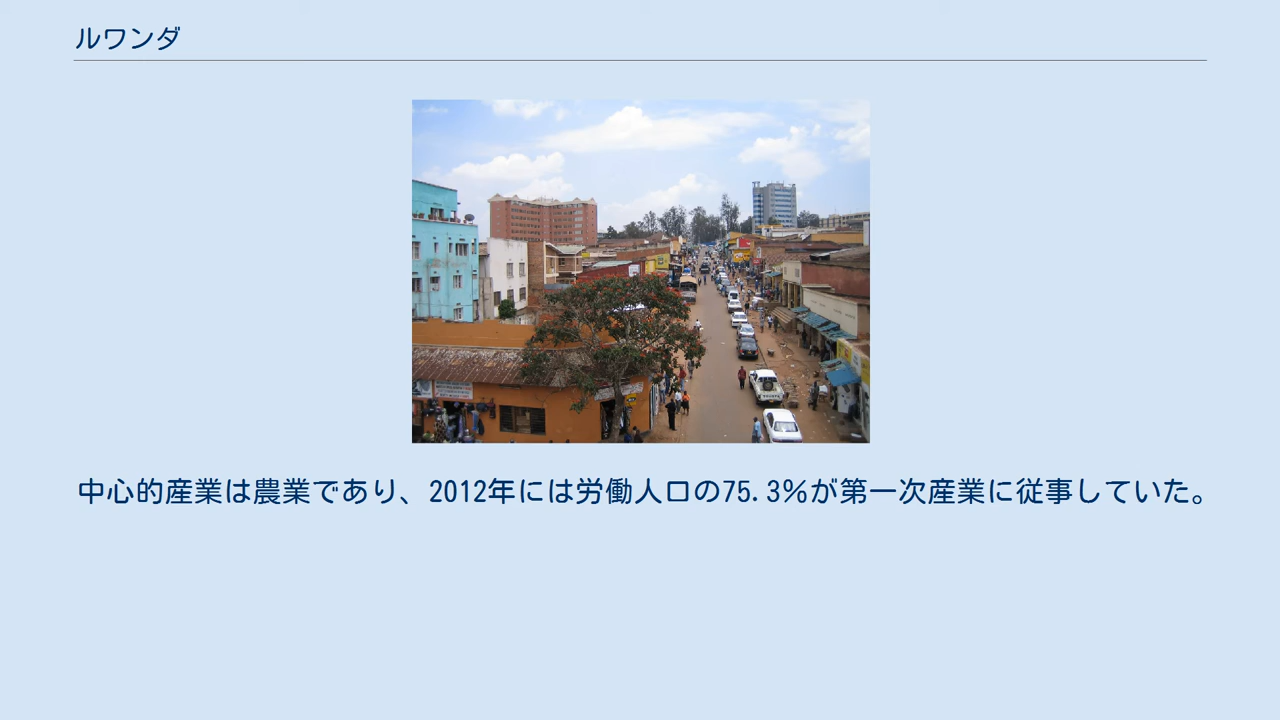 ルワンダ
中心的産業は農業であり、2012年には労働人口の75.3%が第一次産業に従事していた。